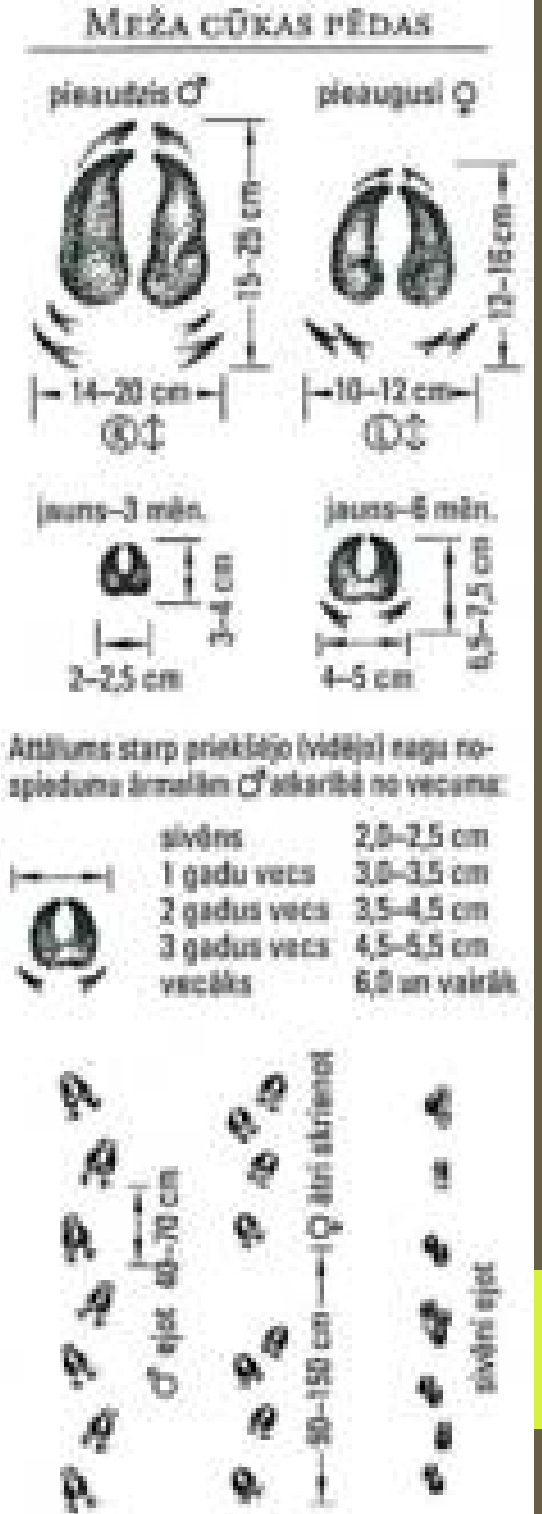 MEŽA CŪKAS PĒDAS
pieaudzis ♂
pieaugusi ♀
15–25 cm
14–20 cm
12–16 cm
10–12 cm
jauns–3 mēn.
jauns–6 mēn.
3–4 cm
2–2,5 cm
6,5–7,5 cm
4–5 cm
Attālums starp priekšējo (vidējo) nagu no-
spiedumu ārmalām ♂ atkarībā no vecuma:
sivēns 2,0–2,5 cm
1 gadu vecs 3,0–3,5 cm
2 gadus vecs 3,5–4,5 cm
3 gadus vecs 4,5–5,5 cm
vecāks 6,0 un vairāk
♂ ejot 40–70 cm
90–150 cm ♀ ātri skrienot
sivēni ejot